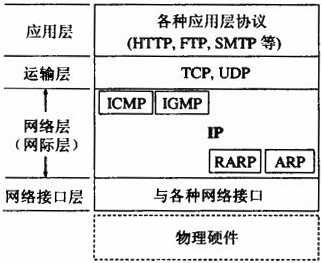 应用层
各种应用层协议
(HTTP, FTP, SMTP 等)
运输层
TCP, UDP
ICMP
IGMP
网络层
（网际层）
IP
RARP
ARP
网络接口层
与各种网络接口
物理硬件